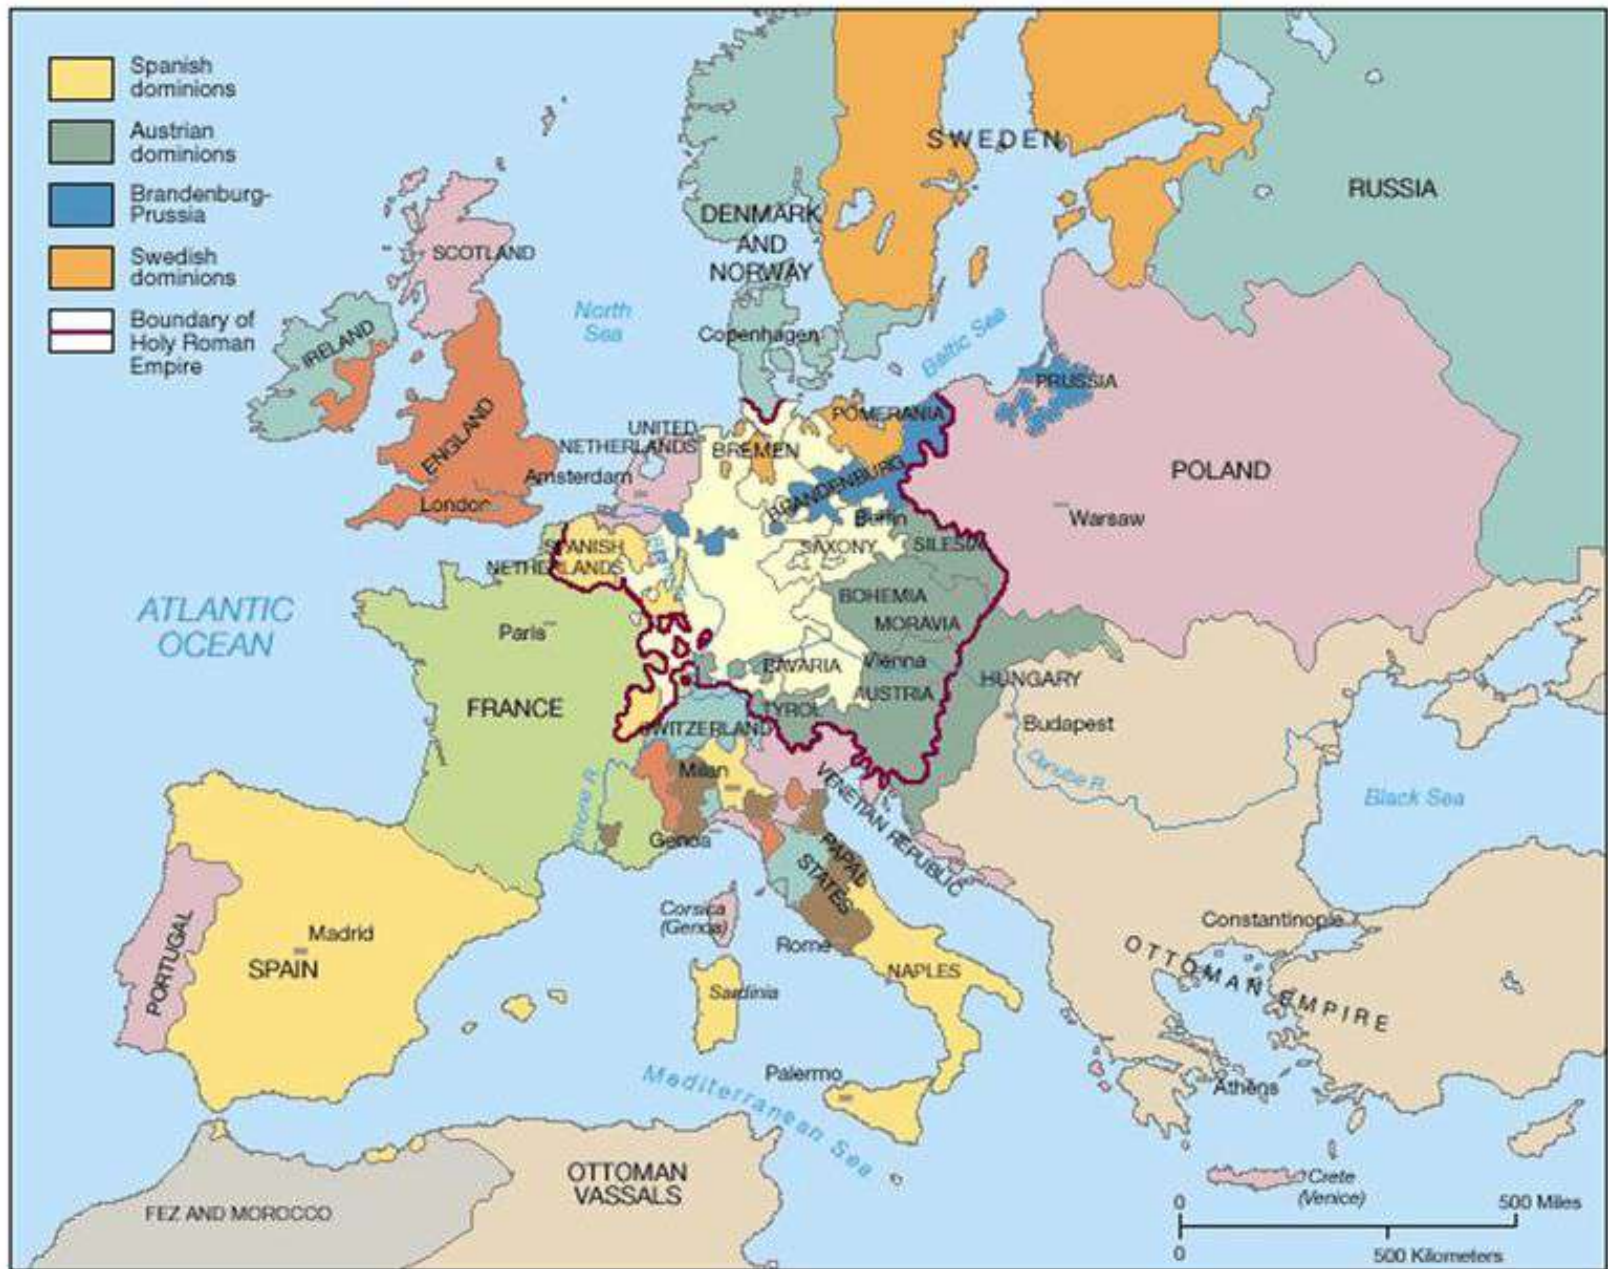 Spanish
dominions
Austrian
dominions
Brandenburg-
Prussia
Swedish
dominions
Boundary of
Holy Roman
Empire
SWEDEN
RUSSIA
DENMARK
AND
NORWAY
SCOTLAND
North
Sea
Copenhagen
Baltic Sea
IRELAND
PRUSSIA
POMERANIA
UNITED
NETHERLANDS
BREMEN
ENGLAND
Amsterdam
BRANDENBURG
POLAND
London
Berlin
Warsaw
SPANISH
NETHERLANDS
SAXONY
SILESIA
BOHEMIA
MORAVIA
ATLANTIC
OCEAN
Paris
BAVARIA
Vienna
HUNGARY
AUSTRIA
FRANCE
TYROL
SWITZERLAND
Budapest
Milan
Danube R.
Rhone R.
VENETIAN REPUBLIC
Black Sea
Genoa
PAPAL
STATES
Corsica
(Genoa)
Constantinople
PORTUGAL
Madrid
Rome
SPAIN
NAPLES
OTTOMAN EMPIRE
Sardinia
Palermo
Mediterranean Sea
Athens
OTTOMAN
VASSALS
Crete
(Venice)
FEZ AND MOROCCO
0
500 Miles
0
500 Kilometers